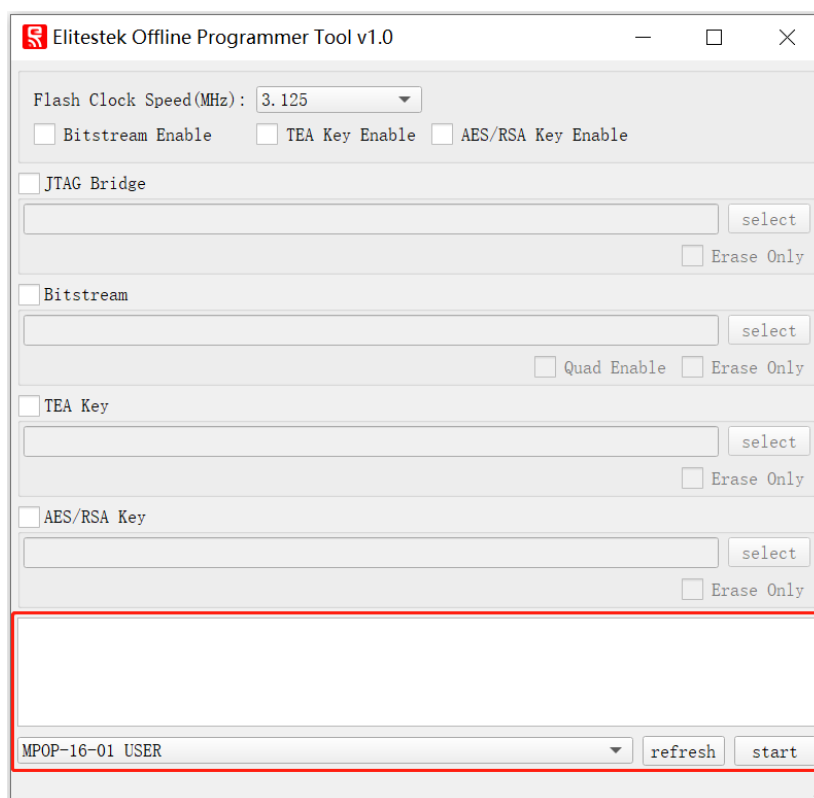 Elitestek Offline Programmer Tool v1.0
Flash Clock Speed(MHz): 3.125
Bitstream Enable TEA Key Enable AES/RSA Key Enable
JTAG Bridge
select
Erase Only
Bitstream
select
Quad Enable Erase Only
TEA Key
select
Erase Only
AES/RSA Key
select
Erase Only
MPOP-16-01 USER refresh start